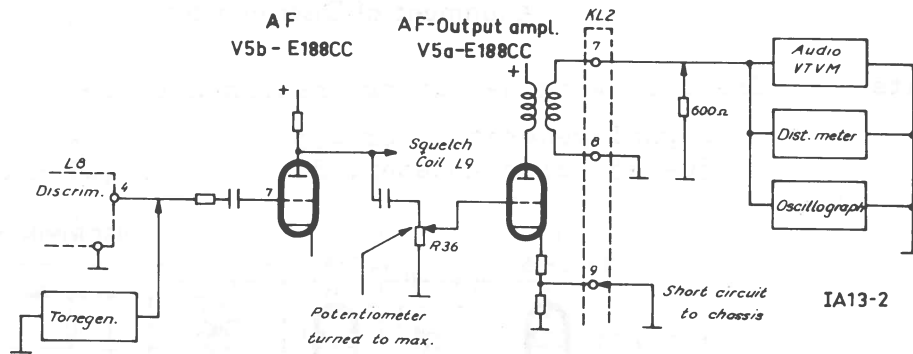 AF
V5b - E188CC
AF-Output ampl.
V5a-E188CC
KL2
7
+
+
Audio
VTVM
600Ω
8
Dist. meter
Squelch
Coil L9
L8
4
Discrim.
7
Oscillograph
R36
9
Short circuit
to chassis
IA13-2
Tonegen.
Potentiometer
turned to max.